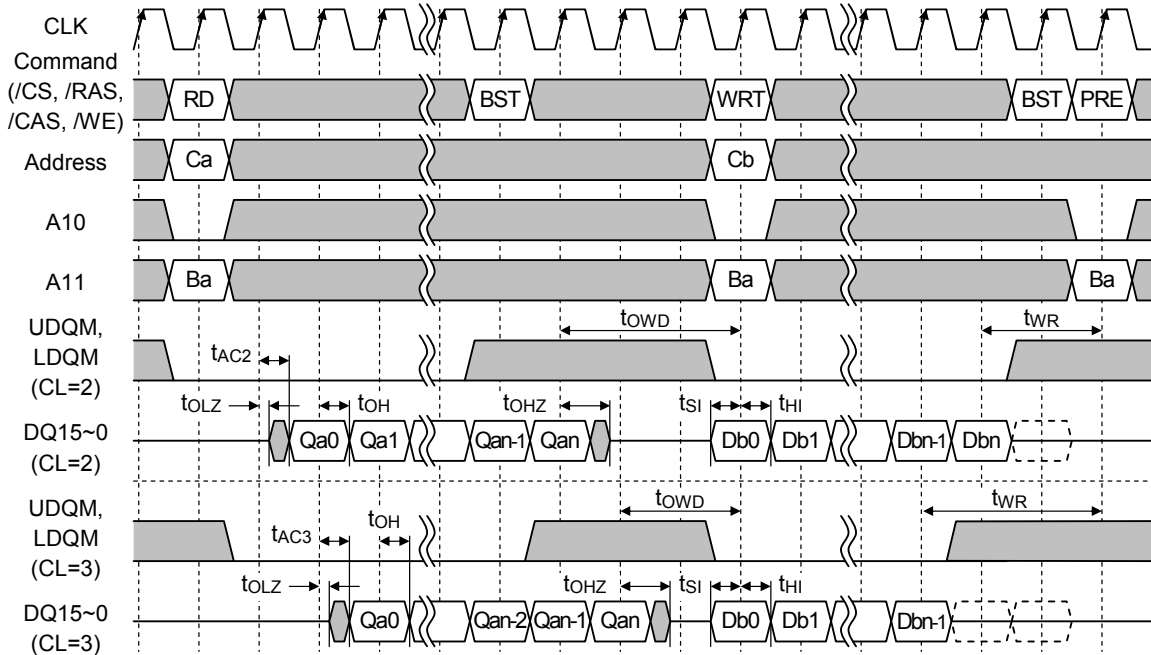 CLK
Command
(/CS, /RAS,
/CAS, /WE)
RD
BST
WRT
BST
PRE
Address
Ca
Cb
A10
A11
Ba
Ba
Ba
UDQM,
LDQM
(CL=2)
tAC2
tOWD
tWR
DQ15~0
(CL=2)
tOLZ
tOH
tOHZ
tSI
tHI
Qa0
Qa1
Qan-1
Qan
Db0
Db1
Dbn-1
Dbn
UDQM,
LDQM
(CL=3)
tAC3
tOH
tOWD
tWR
DQ15~0
(CL=3)
tOLZ
tOHZ
tSI
tHI
Qa0
Qan-2
Qan-1
Qan
Db0
Db1
Dbn-1